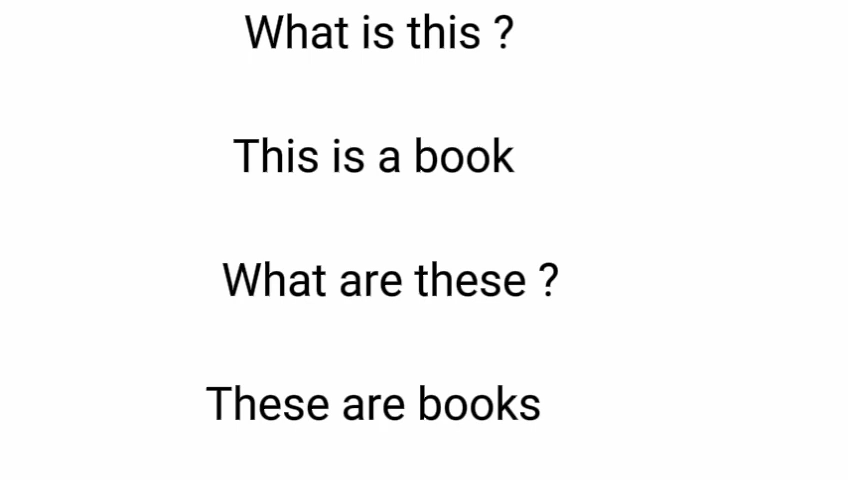 What is this ?
This is a book
What are these ?
These are books